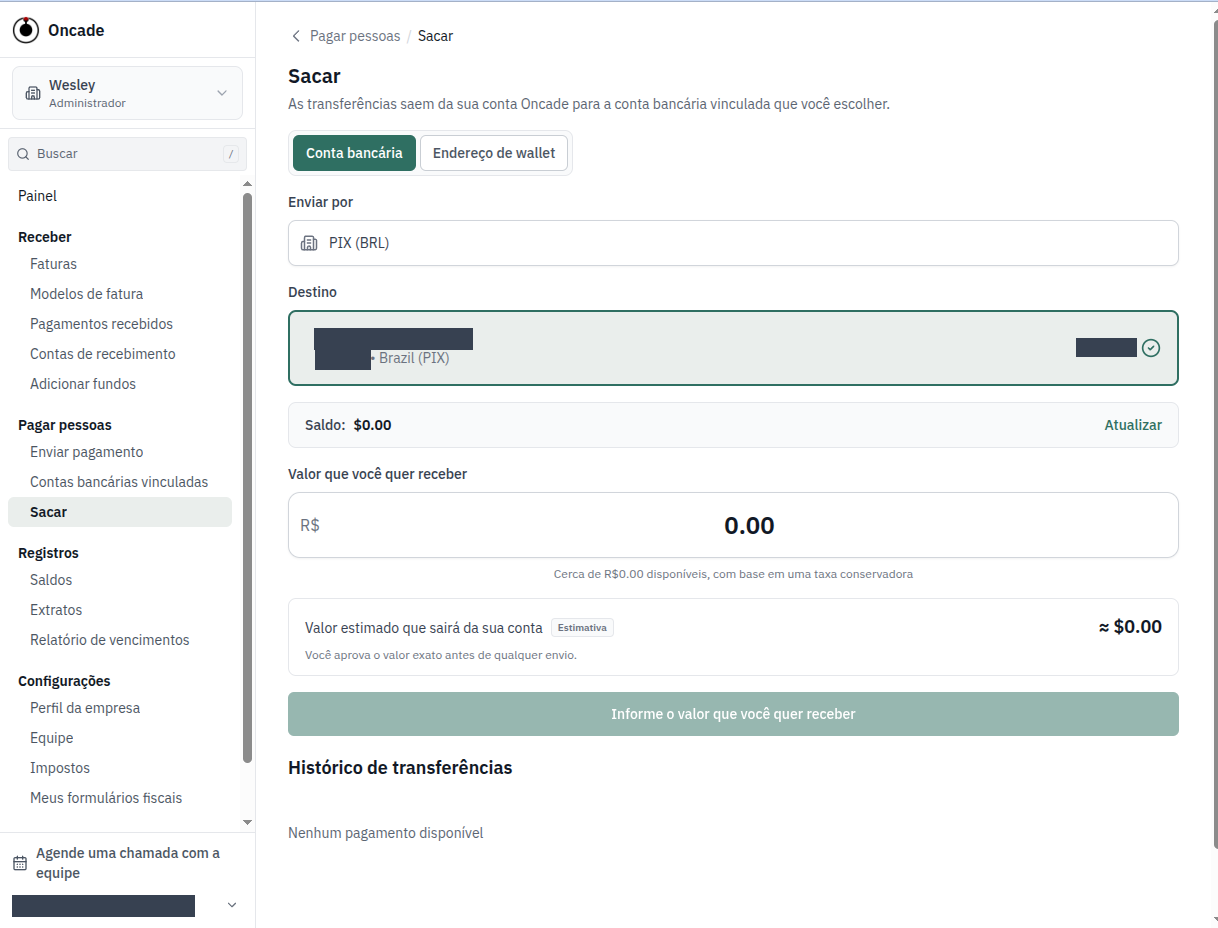 Oncade
Wesley
Administrador
Buscar
/
Painel
Receber
Faturas
Modelos de fatura
Pagamentos recebidos
Contas de recebimento
Adicionar fundos
Pagar pessoas
Enviar pagamento
Contas bancárias vinculadas
Sacar
Registros
Saldos
Extratos
Relatório de vencimentos
Configurações
Perfil da empresa
Equipe
Impostos
Meus formulários fiscais
Agende uma chamada com a
equipe
Pagar pessoas / Sacar
Sacar
As transferências saem da sua conta Oncade para a conta bancária vinculada que você escolher.
Conta bancária Endereço de wallet
Enviar por
PIX (BRL)
Destino
• Brazil (PIX)
Saldo: $0.00 Atualizar
Valor que você quer receber
R$ 0.00
Cerca de R$0.00 disponíveis, com base em uma taxa conservadora
Valor estimado que sairá da sua conta Estimativa ≈ $0.00
Você aprova o valor exato antes de qualquer envio.
Informe o valor que você quer receber
Histórico de transferências
Nenhum pagamento disponível